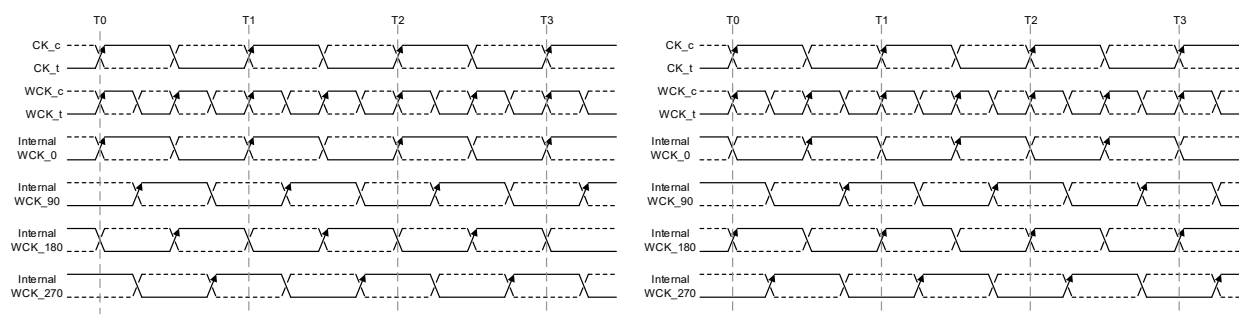 T0 T1 T2 T3
CK_c
CK_t
WCK_c
WCK_t
Internal
WCK_0
Internal
WCK_90
Internal
WCK_180
Internal
WCK_270
T0 T1 T2 T3
CK_c
CK_t
WCK_c
WCK_t
Internal
WCK_0
Internal
WCK_90
Internal
WCK_180
Internal
WCK_270